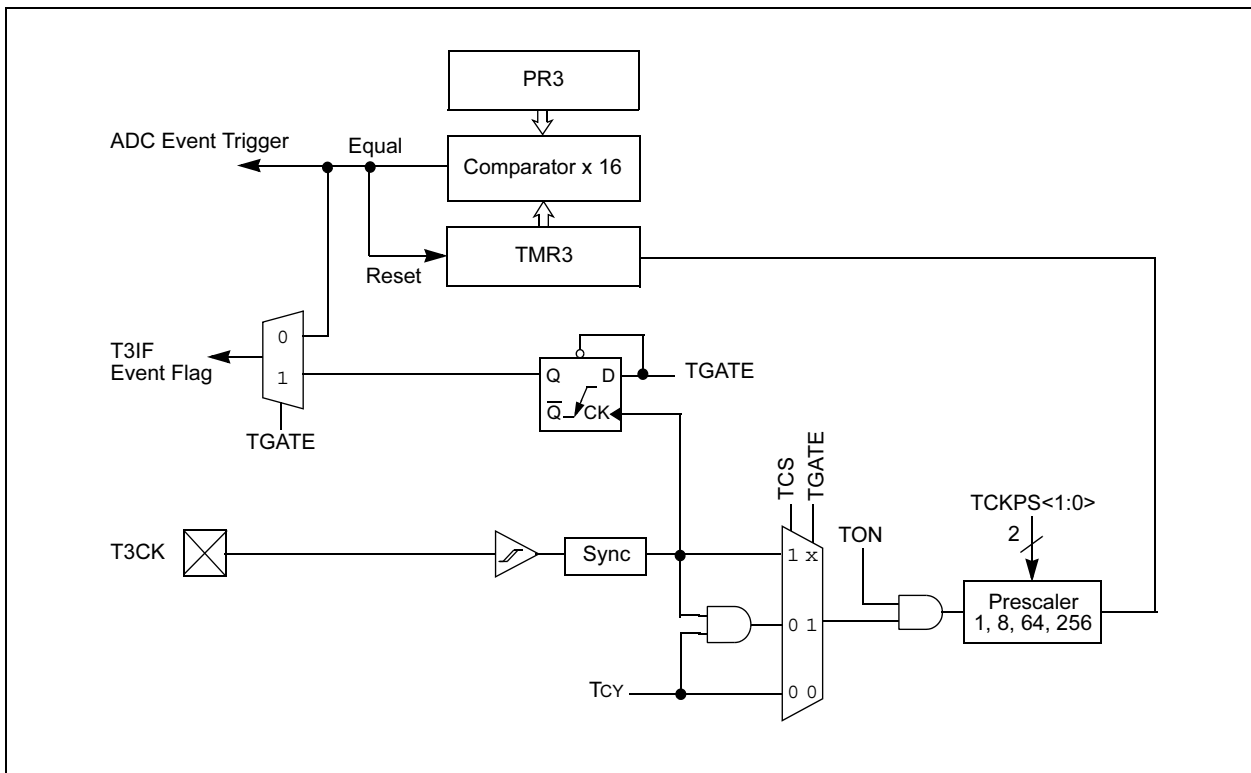 PR3
ADC Event Trigger
Equal
Comparator x 16
TMR3
Reset
0
T3IF
Event Flag
1
TGATE
Q
D
TGATE
Q̅
CK
TCS
TGATE
TCKPS<1:0>
2
T3CK
Sync
1 x
TON
Prescaler
1, 8, 64, 256
0 1
TCY
0 0